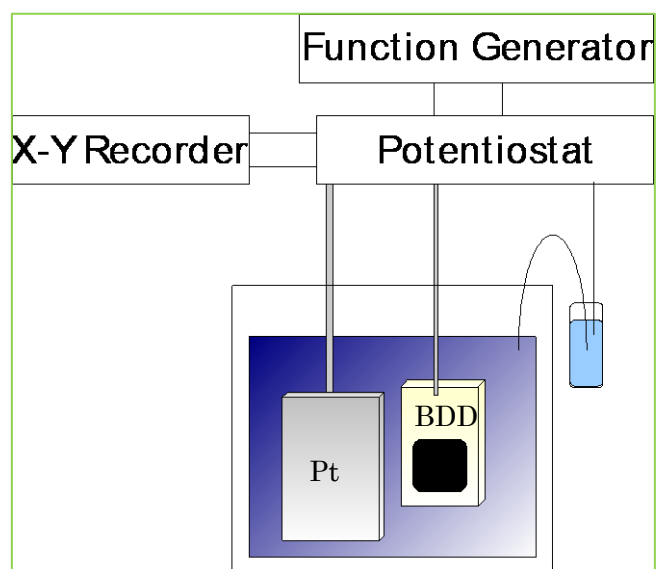 Function Generator
X-Y Recorder
Potentiostat
BDD
Pt